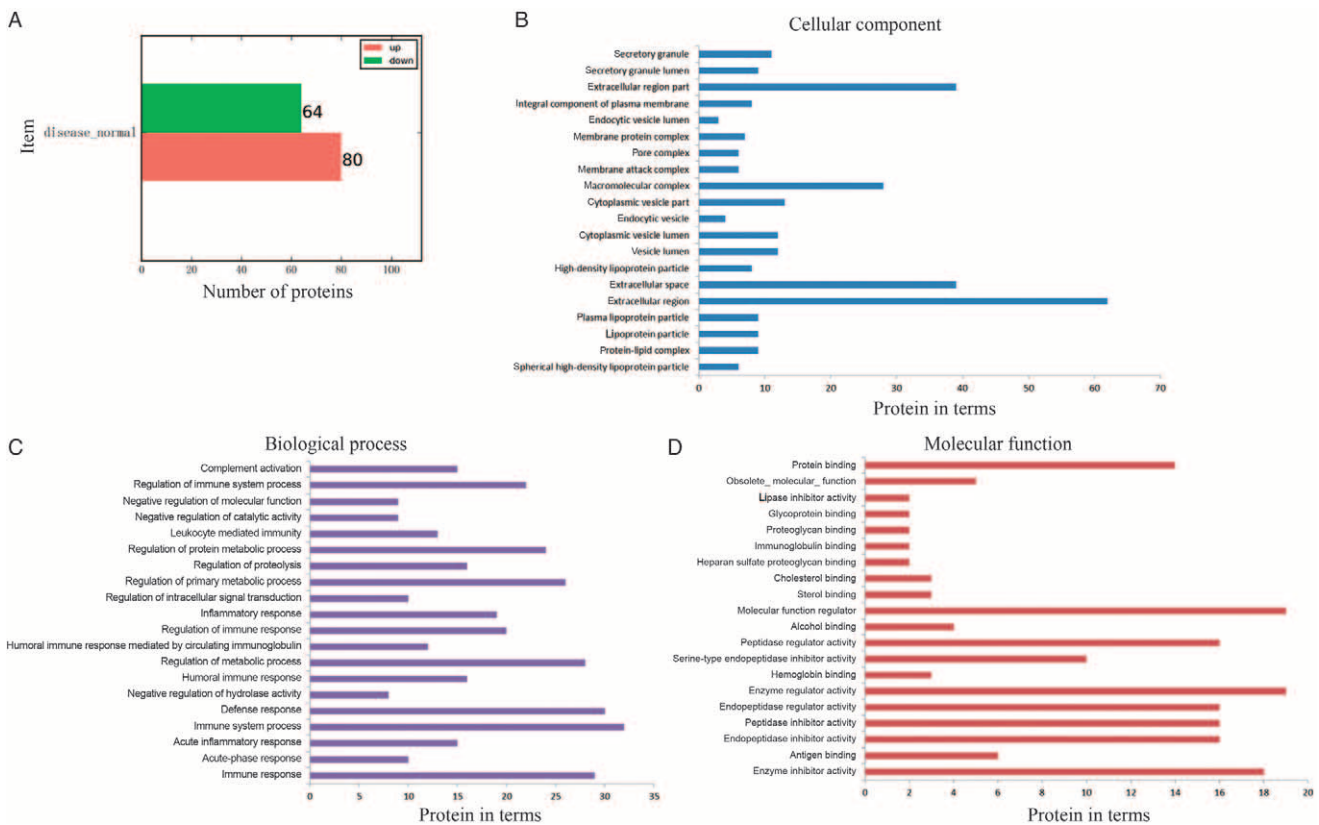 A
up
down
64
disease_normal
80
Item
0 20 40 60 80 100
Number of proteins
B
Cellular component
Secretory granule
Secretory granule lumen
Extracellular region part
Integral component of plasma membrane
Endocytic vesicle lumen
Membrane protein complex
Pore complex
Membrane attack complex
Macromolecular complex
Cytoplasmic vesicle part
Endocytic vesicle
Cytoplasmic vesicle lumen
Vesicle lumen
High-density lipoprotein particle
Extracellular space
Extracellular region
Plasma lipoprotein particle
Lipoprotein particle
Protein-lipid complex
Spherical high-density lipoprotein particle
0 10 20 30 40 50 60 70
Protein in terms
C
Biological process
Complement activation
Regulation of immune system process
Negative regulation of molecular function
Negative regulation of catalytic activity
Leukocyte mediated immunity
Regulation of protein metabolic process
Regulation of proteolysis
Regulation of primary metabolic process
Regulation of intracellular signal transduction
Inflammatory response
Regulation of immune response
Humoral immune response mediated by circulating immunoglobulin
Regulation of metabolic process
Humoral immune response
Negative regulation of hydrolase activity
Defense response
Immune system process
Acute inflammatory response
Acute-phase response
Immune response
0 5 10 15 20 25 30 35
Protein in terms
D
Molecular function
Protein binding
Obsolete_ molecular_ function
Lipase inhibitor activity
Glycoprotein binding
Proteoglycan binding
Immunoglobulin binding
Heparan sulfate proteoglycan binding
Cholesterol binding
Sterol binding
Molecular function regulator
Alcohol binding
Peptidase regulator activity
Serine-type endopeptidase inhibitor activity
Hemoglobin binding
Enzyme regulator activity
Endopeptidase regulator activity
Peptidase inhibitor activity
Endopeptidase inhibitor activity
Antigen binding
Enzyme inhibitor activity
0 2 4 6 8 10 12 14 16 18 20
Protein in terms